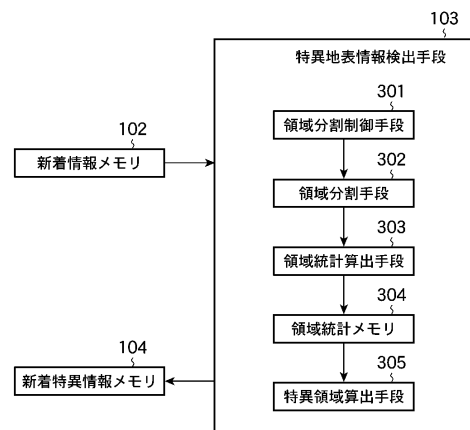 103
特異地表情報検出手段
301
領域分割制御手段
102
新着情報メモリ
302
領域分割手段
303
領域統計算出手段
304
領域統計メモリ
104
新着特異情報メモリ
305
特異領域算出手段